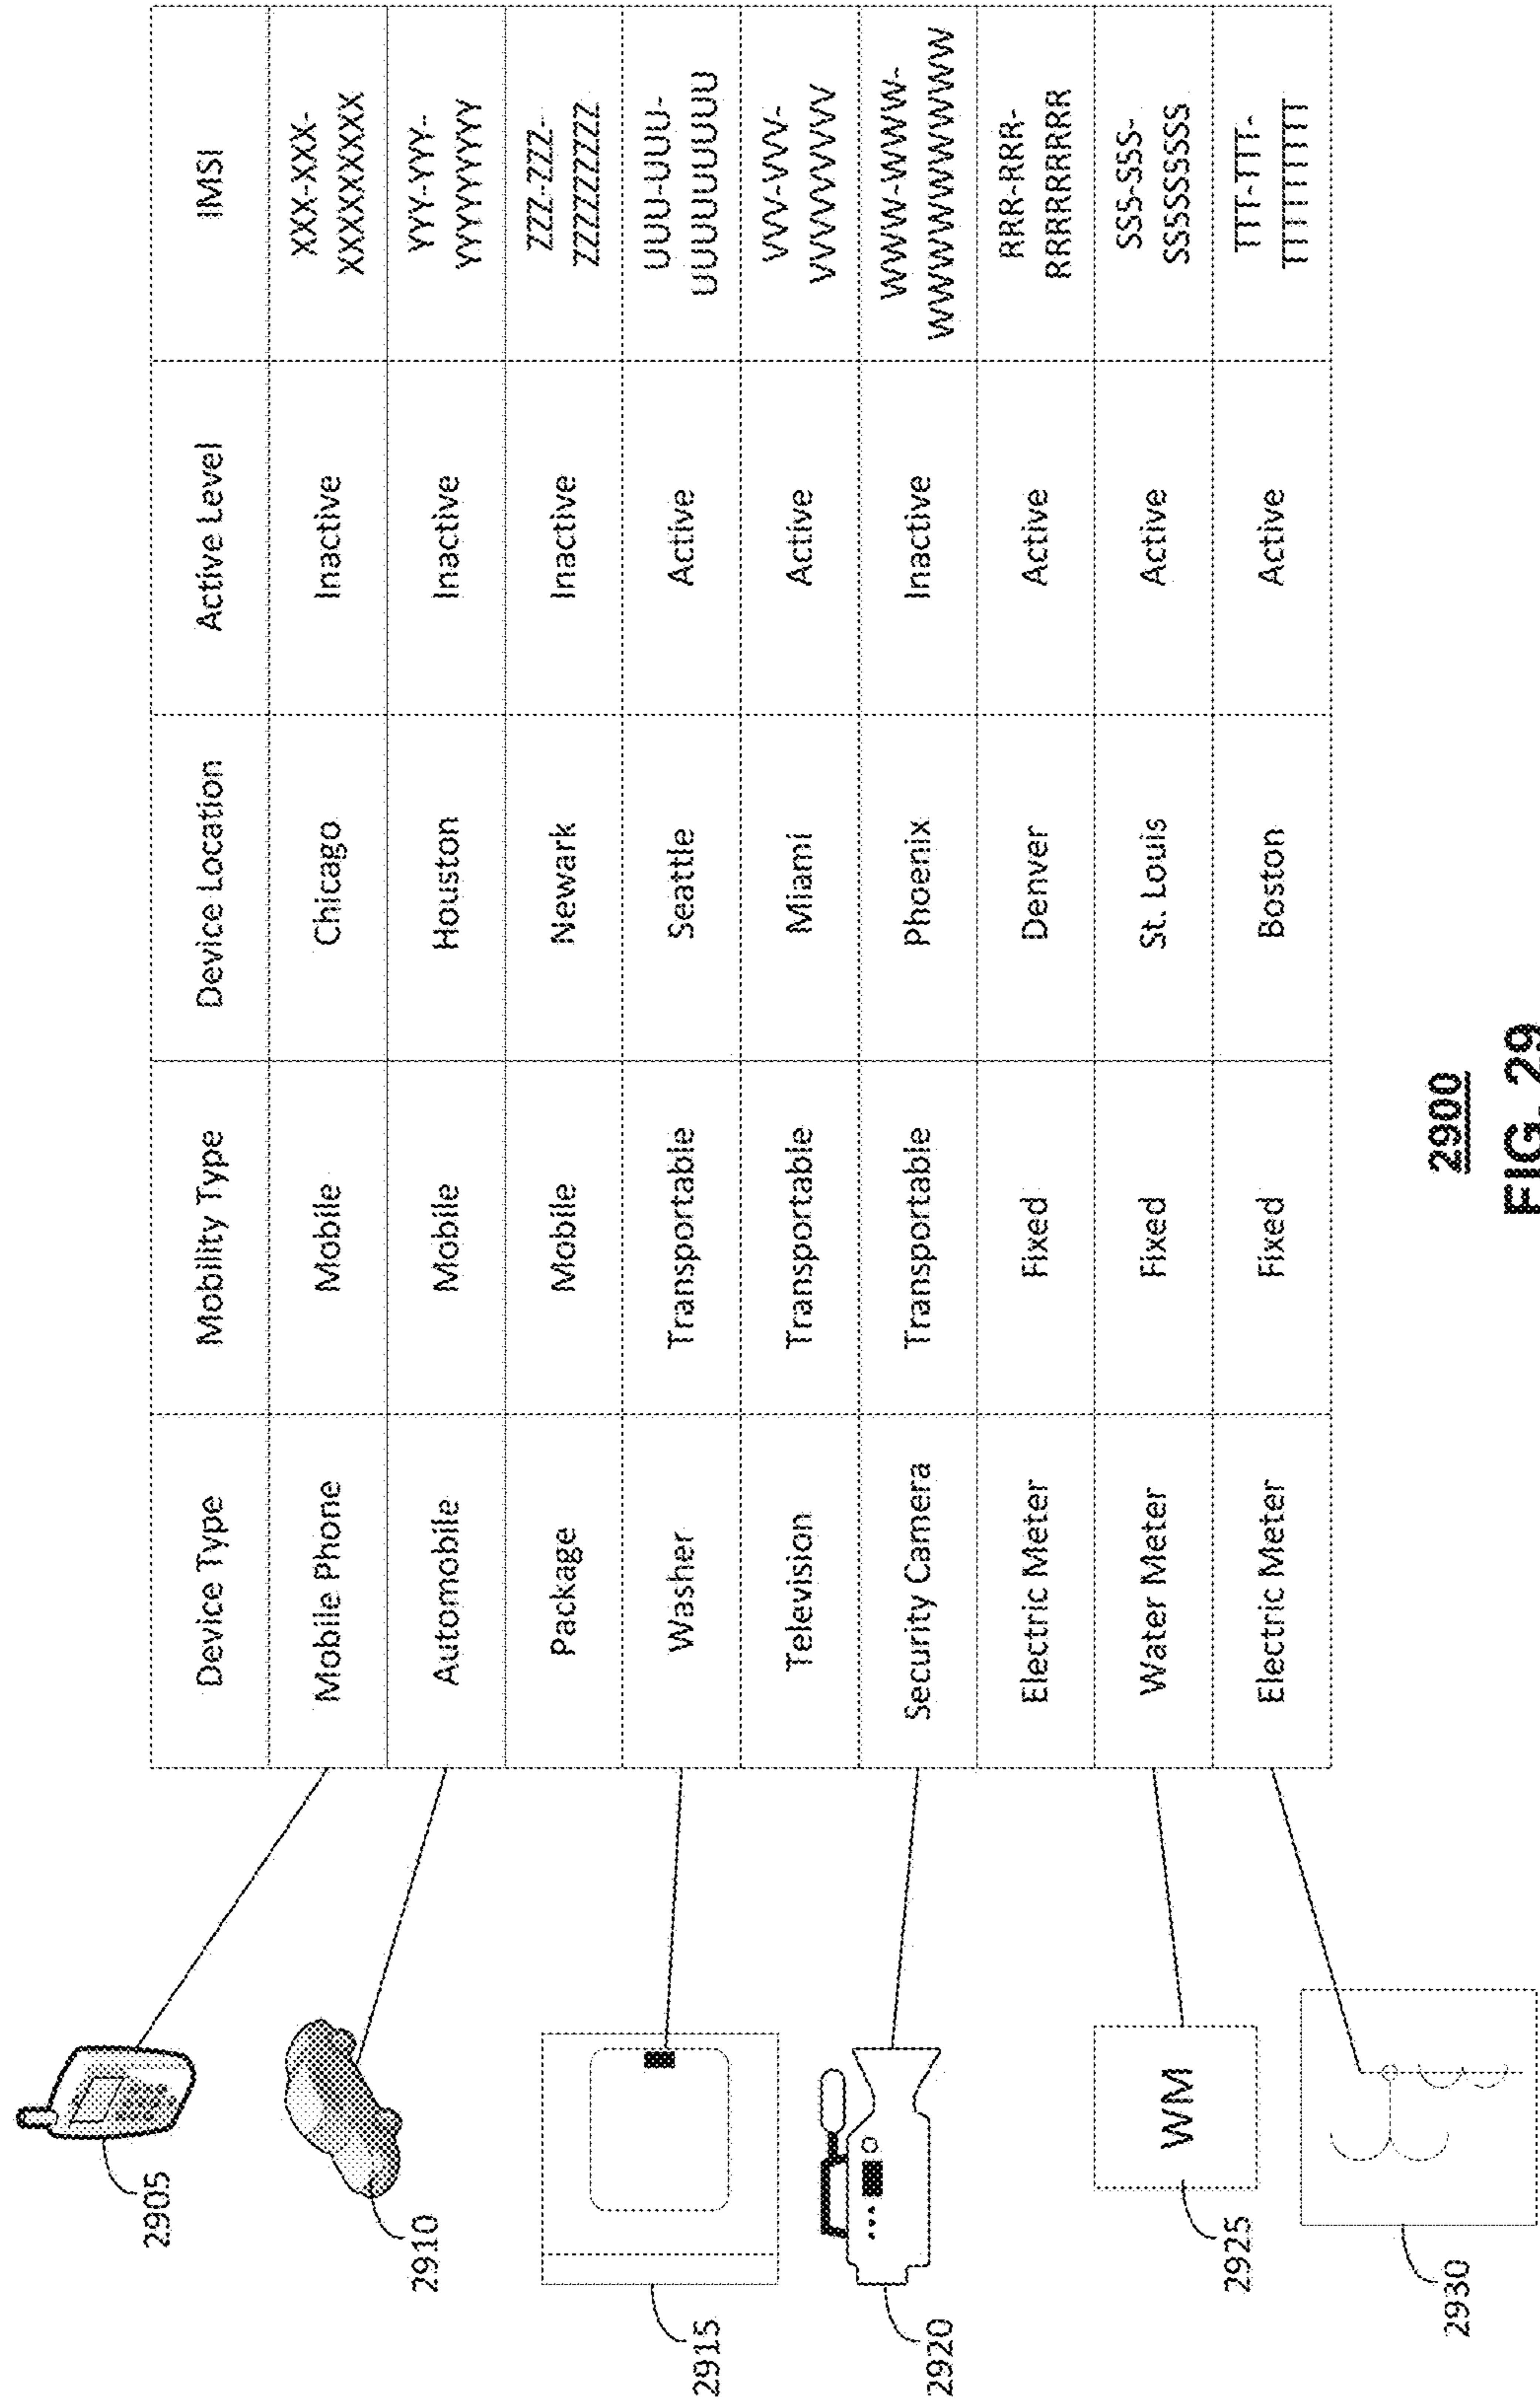 Device Type Mobility Type Device Location Active Level IMSI
Mobile Phone Mobile Chicago Inactive XXX-XXX-
XXXXXXXXX
Automobile Mobile Houston Inactive YYY-YYY-
YYYYYYYYY
Package Mobile Newark Inactive ZZZ-ZZZ-
ZZZZZZZZZ
Washer Transportable Seattle Active UUU-UUU-
UUUUUUUUU
Television Transportable Miami Active VVV-VVV-
VVVVVVVVV
Security Camera Transportable Phoenix Inactive WWW-WWW-
WWWWWWWWW
Electric Meter Fixed Denver Active RRR-RRR-
RRRRRRRRR
Water Meter Fixed St. Louis Active SSS-SSS-
SSSSSSSSS
Electric Meter Fixed Boston Active TTT-TTT-
TTTTTTTTT
2905
2910
2915
2920
WM
2925
2930
2900
FIG. 29